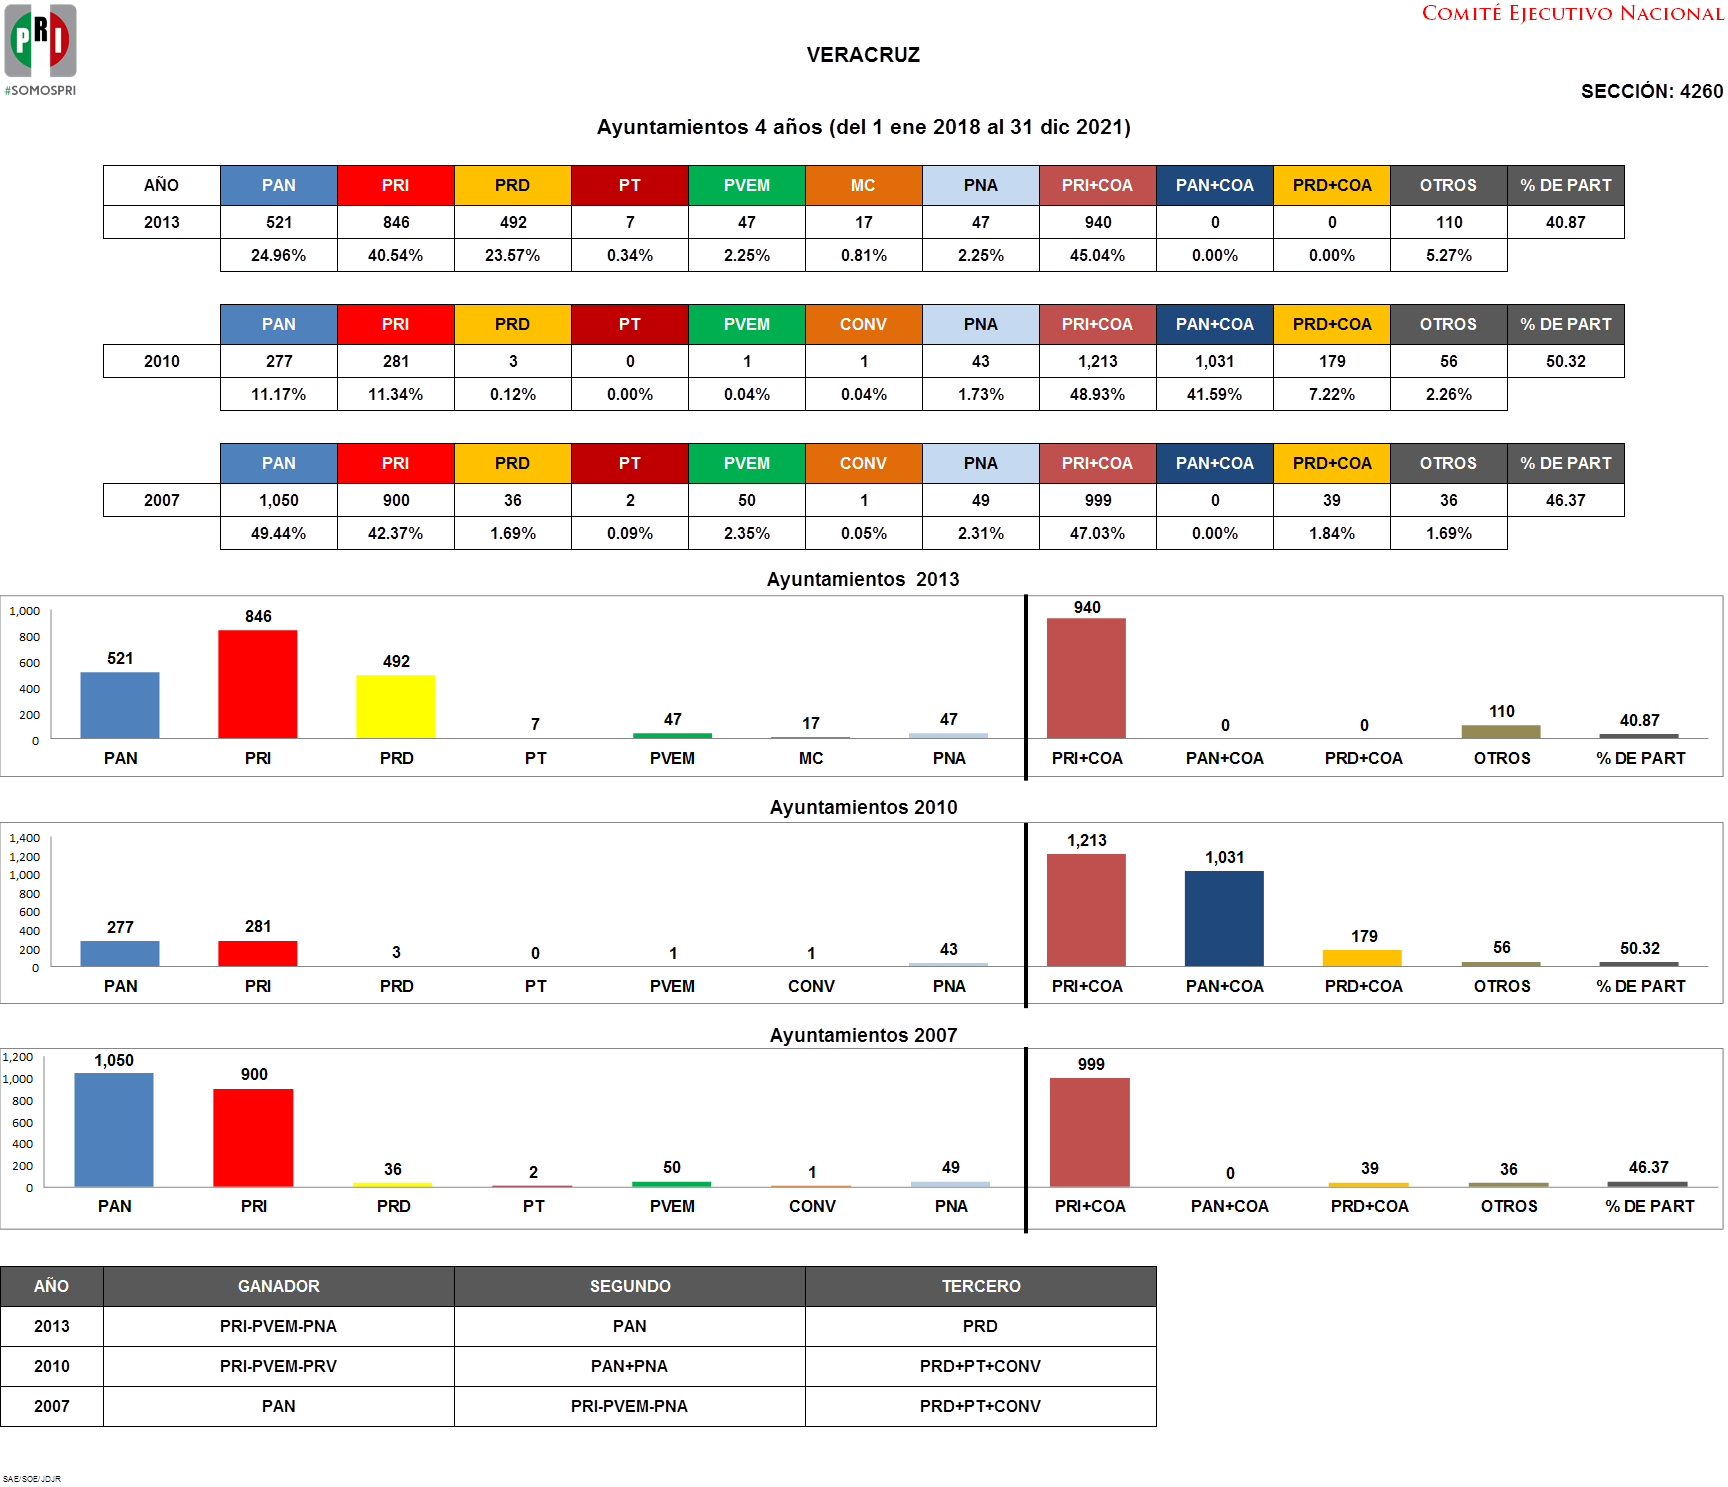 PRI
#SOMOSPRI
COMITÉ EJECUTIVO NACIONAL
VERACRUZ
SECCIÓN: 4260
Ayuntamientos 4 años (del 1 ene 2018 al 31 dic 2021)
AÑO PAN PRI PRD PT PVEM MC PNA PRI+COA PAN+COA PRD+COA OTROS % DE PART
2013 521 846 492 7 47 17 47 940 0 0 110 40.87
24.96% 40.54% 23.57% 0.34% 2.25% 0.81% 2.25% 45.04% 0.00% 0.00% 5.27%
PAN PRI PRD PT PVEM CONV PNA PRI+COA PAN+COA PRD+COA OTROS % DE PART
2010 277 281 3 0 1 1 43 1,213 1,031 179 56 50.32
11.17% 11.34% 0.12% 0.00% 0.04% 0.04% 1.73% 48.93% 41.59% 7.22% 2.26%
PAN PRI PRD PT PVEM CONV PNA PRI+COA PAN+COA PRD+COA OTROS % DE PART
2007 1,050 900 36 2 50 1 49 999 0 39 36 46.37
49.44% 42.37% 1.69% 0.09% 2.35% 0.05% 2.31% 47.03% 0.00% 1.84% 1.69%
Ayuntamientos 2013
1,000
800
600
400
200
0
521 846 492 7 47 17 47 940 0 0 110 40.87
PAN PRI PRD PT PVEM MC PNA PRI+COA PAN+COA PRD+COA OTROS % DE PART
Ayuntamientos 2010
1,400
1,200
1,000
800
600
400
200
0
277 281 3 0 1 1 43 1,213 1,031 179 56 50.32
PAN PRI PRD PT PVEM CONV PNA PRI+COA PAN+COA PRD+COA OTROS % DE PART
Ayuntamientos 2007
1,200
1,000
800
600
400
200
0
1,050 900 36 2 50 1 49 999 0 39 36 46.37
PAN PRI PRD PT PVEM CONV PNA PRI+COA PAN+COA PRD+COA OTROS % DE PART
AÑO GANADOR SEGUNDO TERCERO
2013 PRI-PVEM-PNA PAN PRD
2010 PRI-PVEM-PRV PAN+PNA PRD+PT+CONV
2007 PAN PRI-PVEM-PNA PRD+PT+CONV
SAE/SOE/JDJR